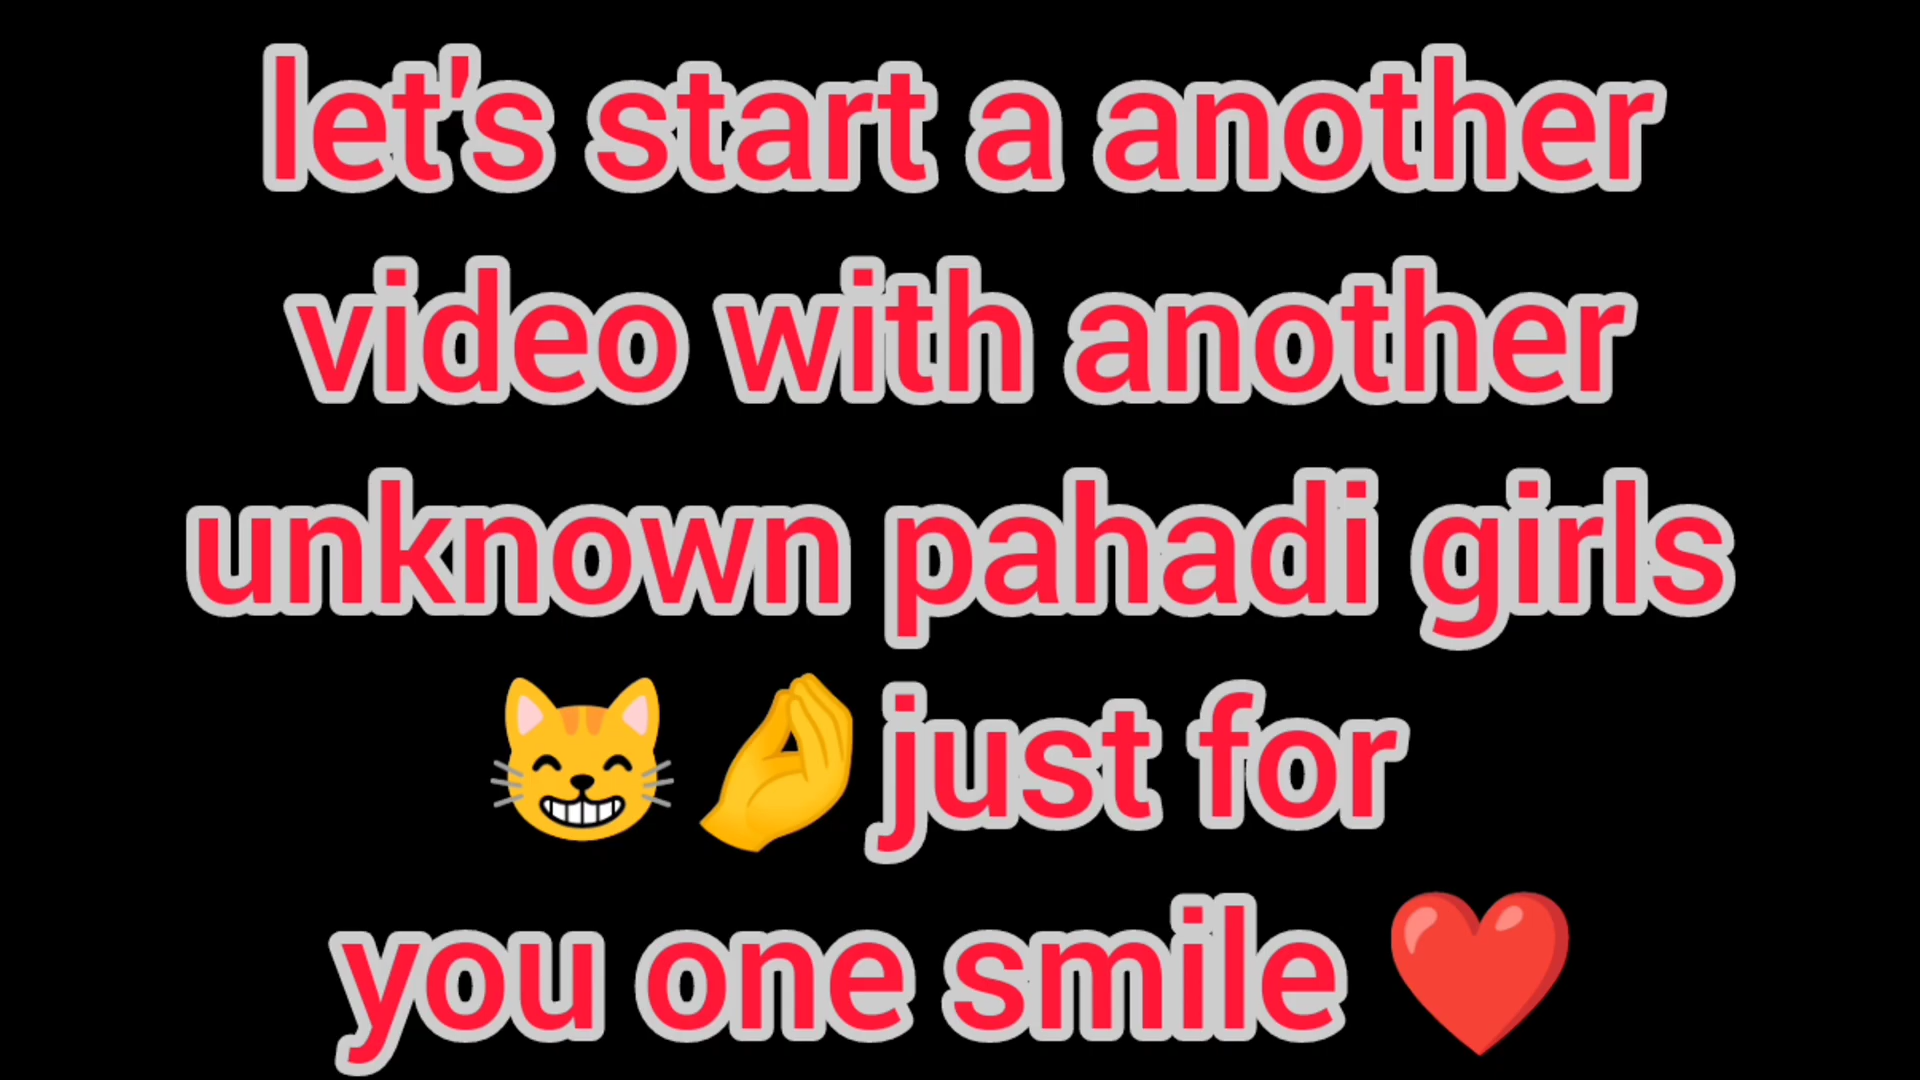 let's start a another
video with another
unknown pahadi girls
😸🤌just for
you one smile ❤️